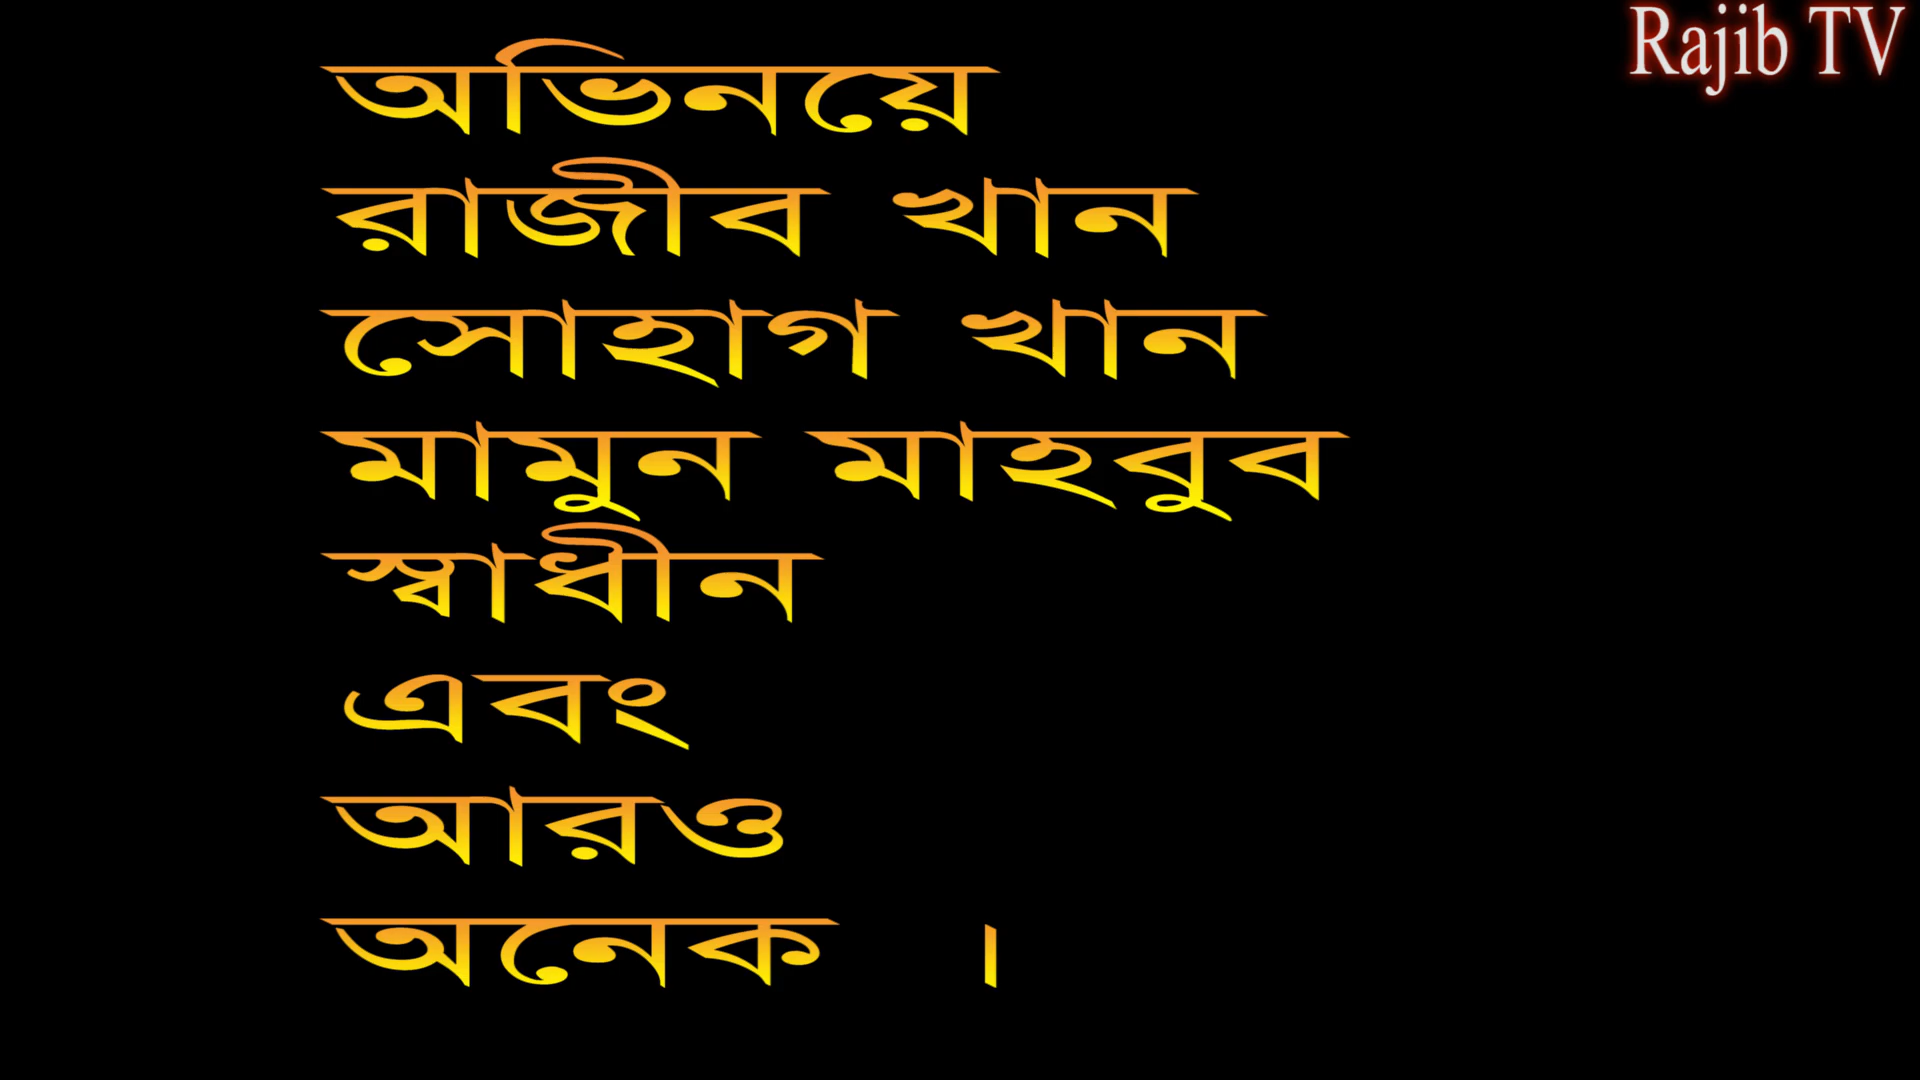 Rajib TV
অভিনয়ে
রাজীব খান
সোহাগ খান
মামুন মাহবুব
স্বাধীন
এবং
আরও
অনেক ।